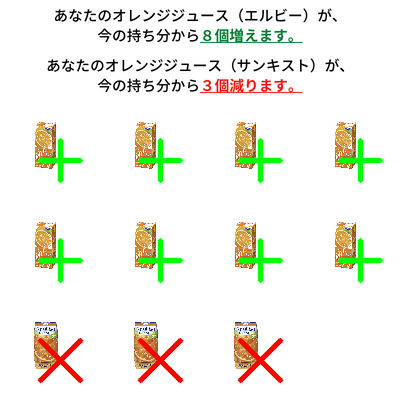 あなたのオレンジジュース（エルビー）が、
今の持ち分から８個増えます。
あなたのオレンジジュース（サンキスト）が、
今の持ち分から３個減ります。